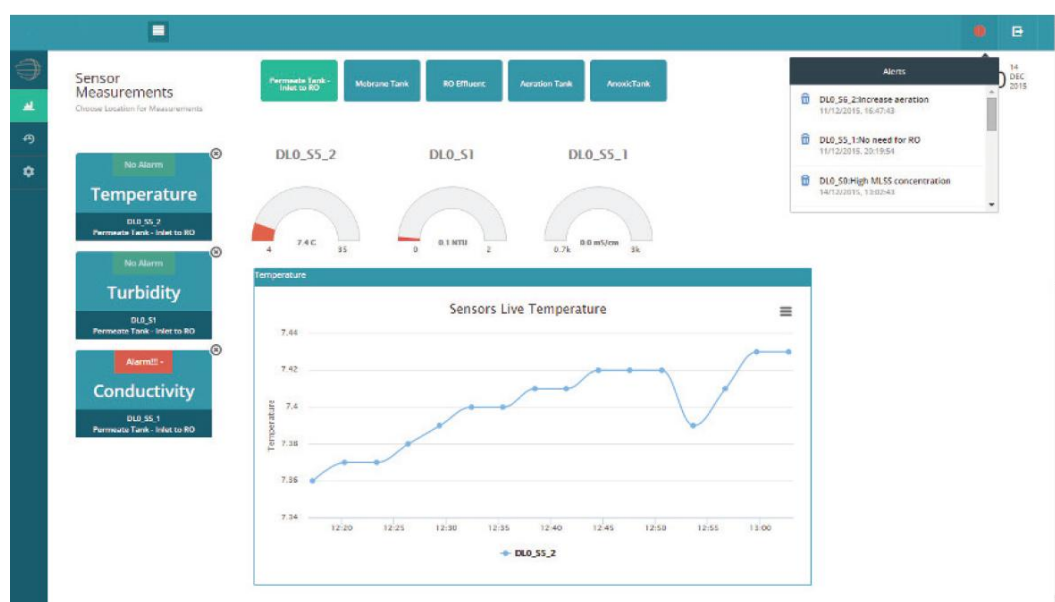 Sensor
Measurements
Choose Location for Measurements
Permeate Tank -
Inlet to RO
Mebrane Tank
RO Effluent
Aeration Tank
AnoxicTank
Alerts
DL0_S6_2:Increase aeration
11/12/2015, 16:47:43
DL0_S5_1:No need for RO
11/12/2015, 20:19:54
DL0_S0:High MLSS concentration
14/12/2015, 13:02:43
14
DEC
2015
No Alarm
Temperature
DL0_S5_2
Permeate Tank - Inlet to RO
No Alarm
Turbidity
DL0_S1
Permeate Tank - Inlet to RO
Alarm!!! -
Conductivity
DL0_S5_1
Permeate Tank - Inlet to RO
DL0_S5_2
7.4 C
4
35
DL0_S1
0.1 NTU
0
2
DL0_S5_1
0.0 mS/cm
0.7k
3k
Temperature
Sensors Live Temperature
Temperature
7.44
7.42
7.4
7.38
7.36
7.34
12:20
12:25
12:30
12:35
12:40
12:45
12:50
12:55
13:00
DL0_S5_2